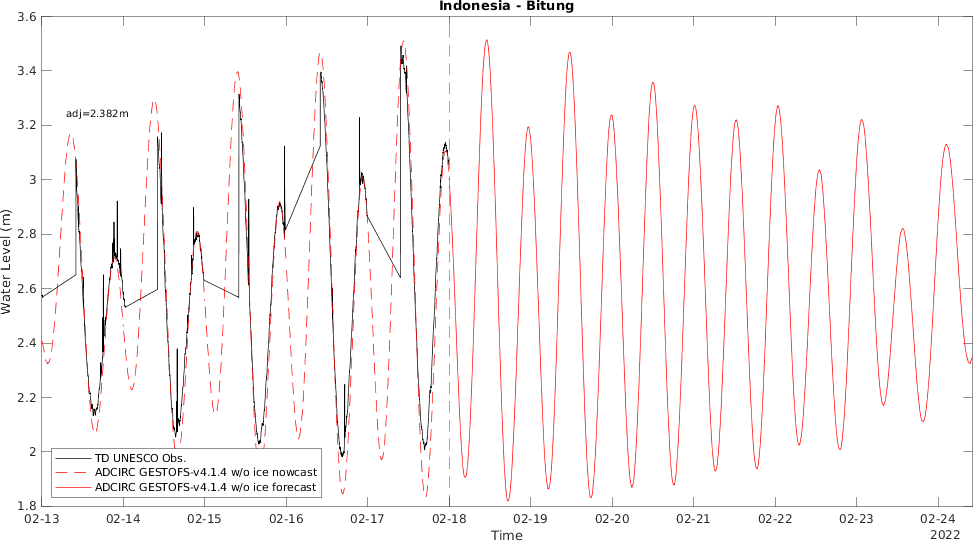 Indonesia - Bitung
3.6
3.4
3.2
3
2.8
2.6
2.4
2.2
2
1.8
Water Level (m)
adj=2.382m
TD UNESCO Obs.
ADCIRC GESTOFS-v4.1.4 w/o ice nowcast
ADCIRC GESTOFS-v4.1.4 w/o ice forecast
02-13 02-14 02-15 02-16 02-17 02-18 02-19 02-20 02-21 02-22 02-23 02-24
Time
2022